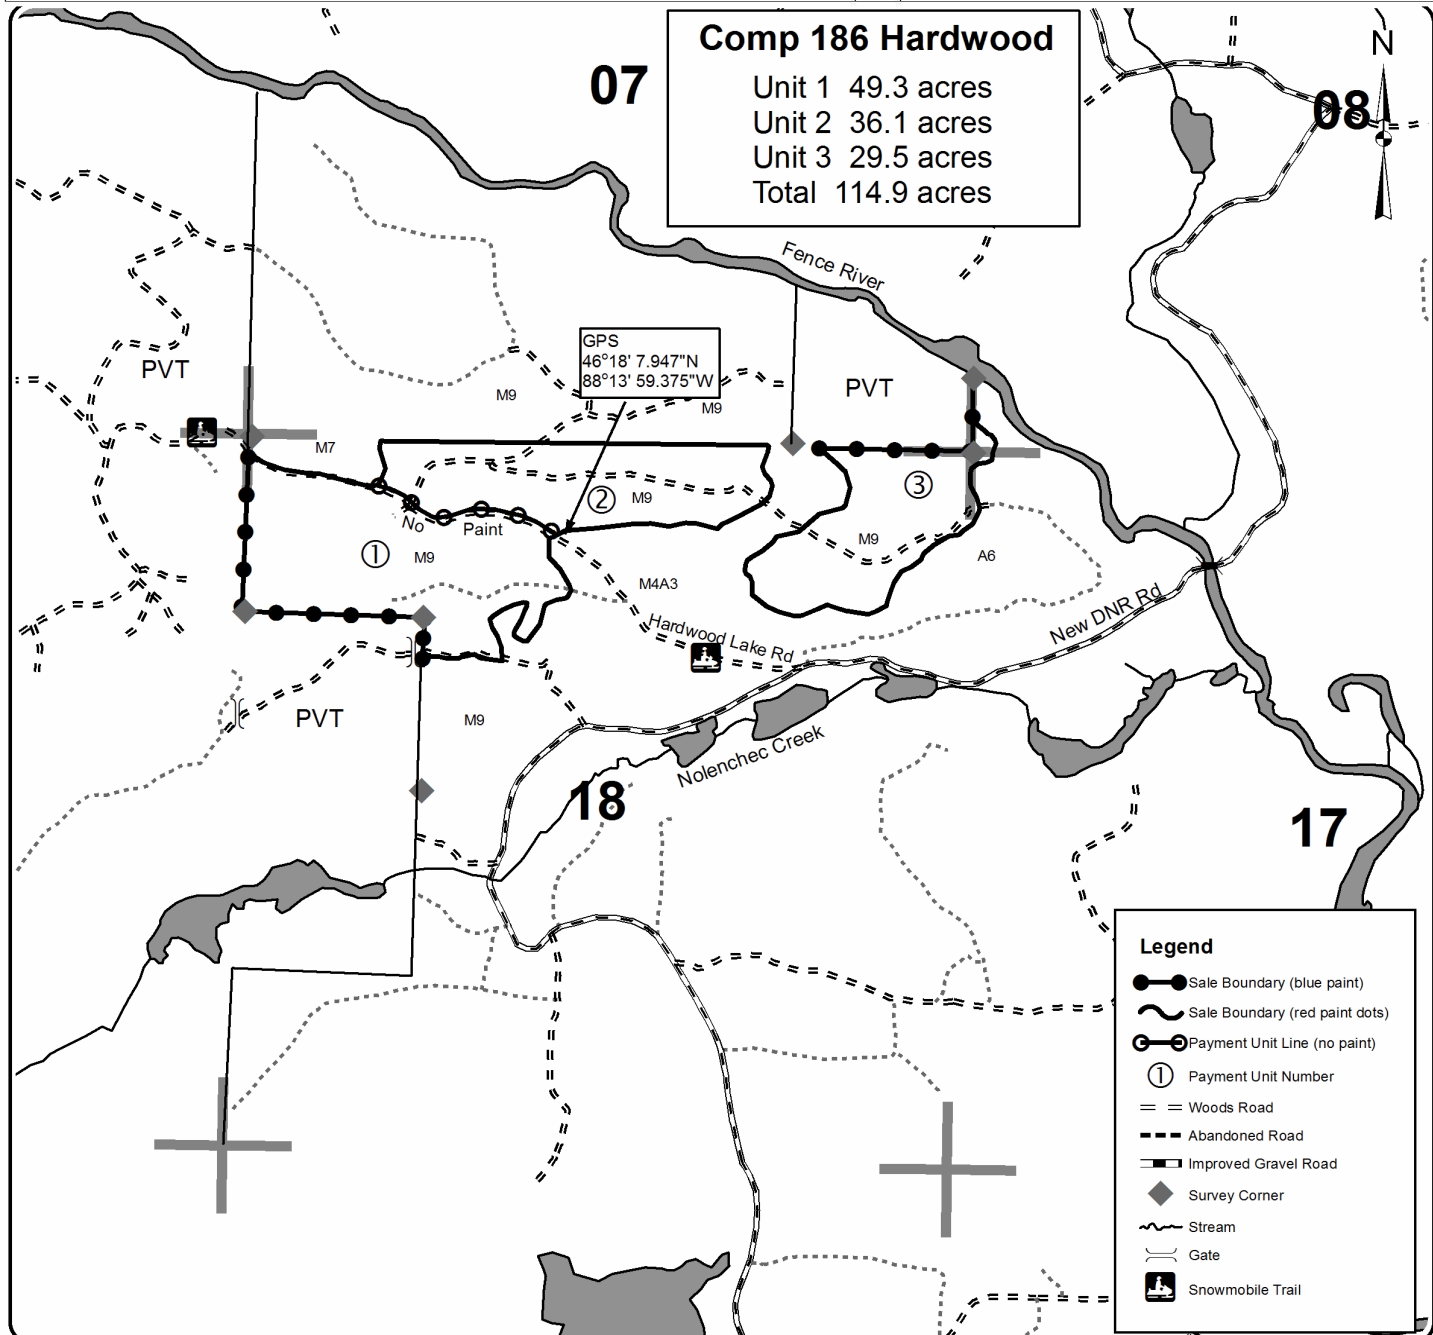 Comp 186 Hardwood
Unit 1 49.3 acres
Unit 2 36.1 acres
Unit 3 29.5 acres
Total 114.9 acres
07
08
N
Fence River
GPS
46°18' 7.947"N
88°13' 59.375"W
PVT
PVT
M9
M9
M7
③
②
M9
No
Paint
①
M9
M9
A6
M4A3
Hardwood Lake Rd
New DNR Rd
PVT
M9
Nolenchec Creek
18
17
Legend
Sale Boundary (blue paint)
Sale Boundary (red paint dots)
Payment Unit Line (no paint)
① Payment Unit Number
Woods Road
Abandoned Road
Improved Gravel Road
Survey Corner
Stream
Gate
Snowmobile Trail